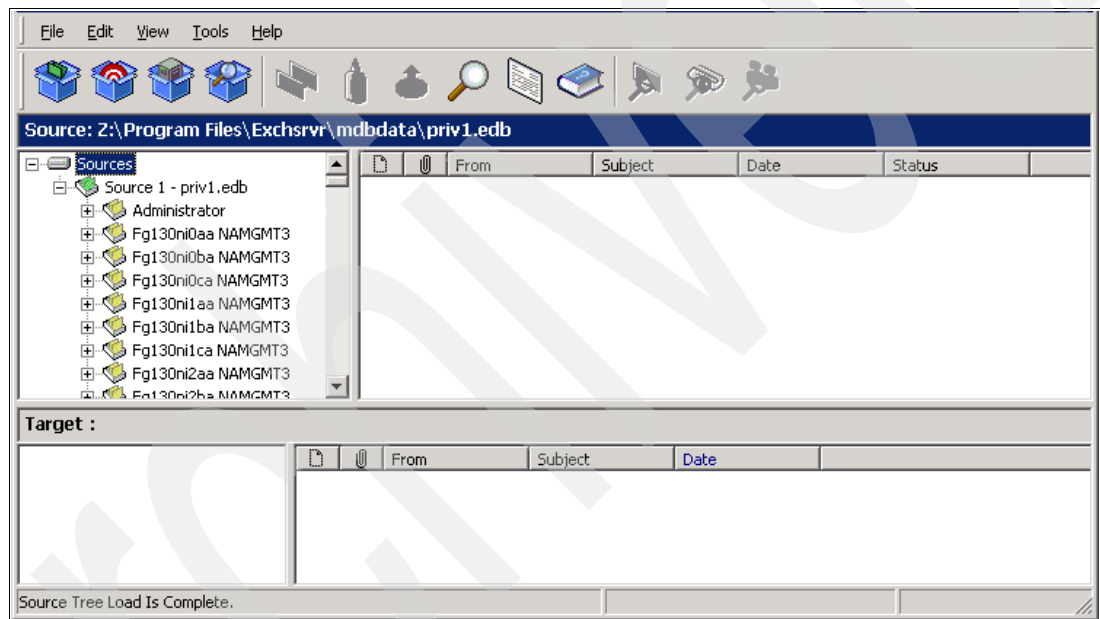 File Edit View Tools Help
Source: Z:\Program Files\Exchsrvr\mdbdata\priv1.edb
Sources
Source 1 - priv1.edb
Administrator
Fg130ni0aa NAMGMT3
Fg130ni0ba NAMGMT3
Fg130ni0ca NAMGMT3
Fg130ni1aa NAMGMT3
Fg130ni1ba NAMGMT3
Fg130ni1ca NAMGMT3
Fg130ni2aa NAMGMT3
Fg130ni2ba NAMGMT3
From Subject Date Status
Target :
From Subject Date
Source Tree Load Is Complete.